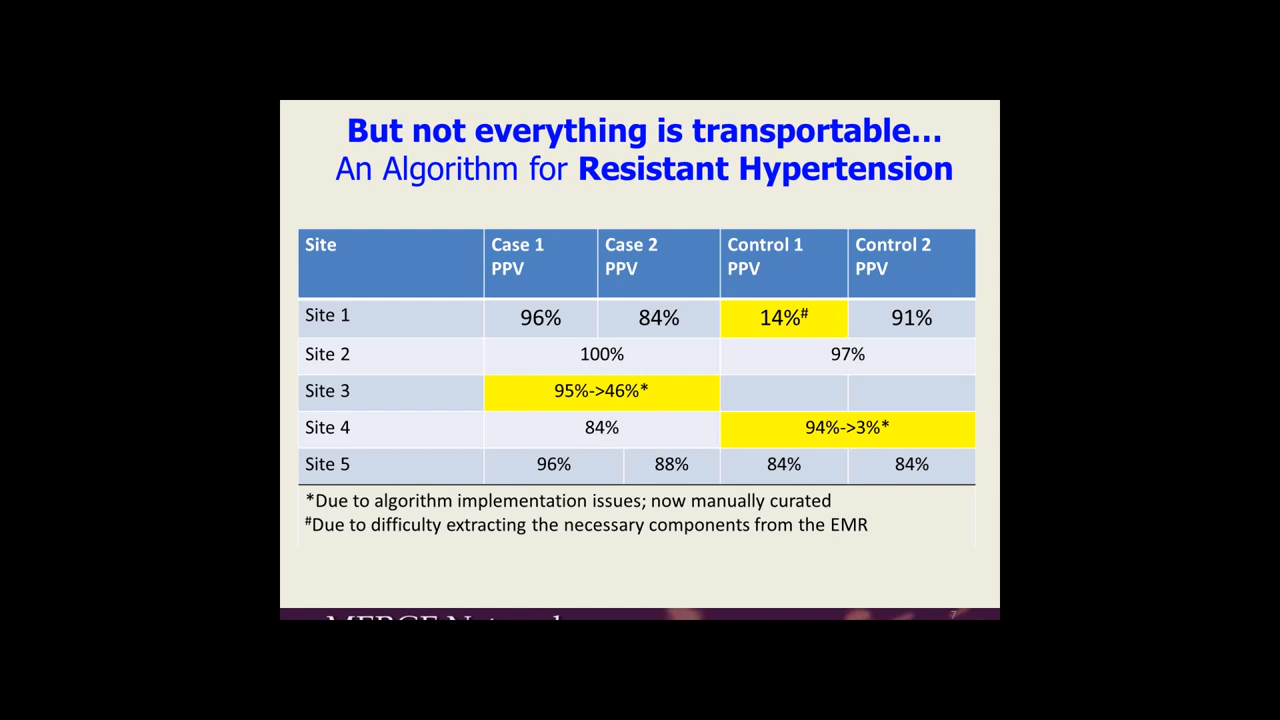 But not everything is transportable...
An Algorithm for Resistant Hypertension
Site Case 1 PPV Case 2 PPV Control 1 PPV Control 2 PPV
Site 1 96% 84% 14%# 91%
Site 2 100% 97%
Site 3 95%->46%*
Site 4 84% 94%->3%*
Site 5 96% 88% 84% 84%
*Due to algorithm implementation issues; now manually curated
#Due to difficulty extracting the necessary components from the EMR